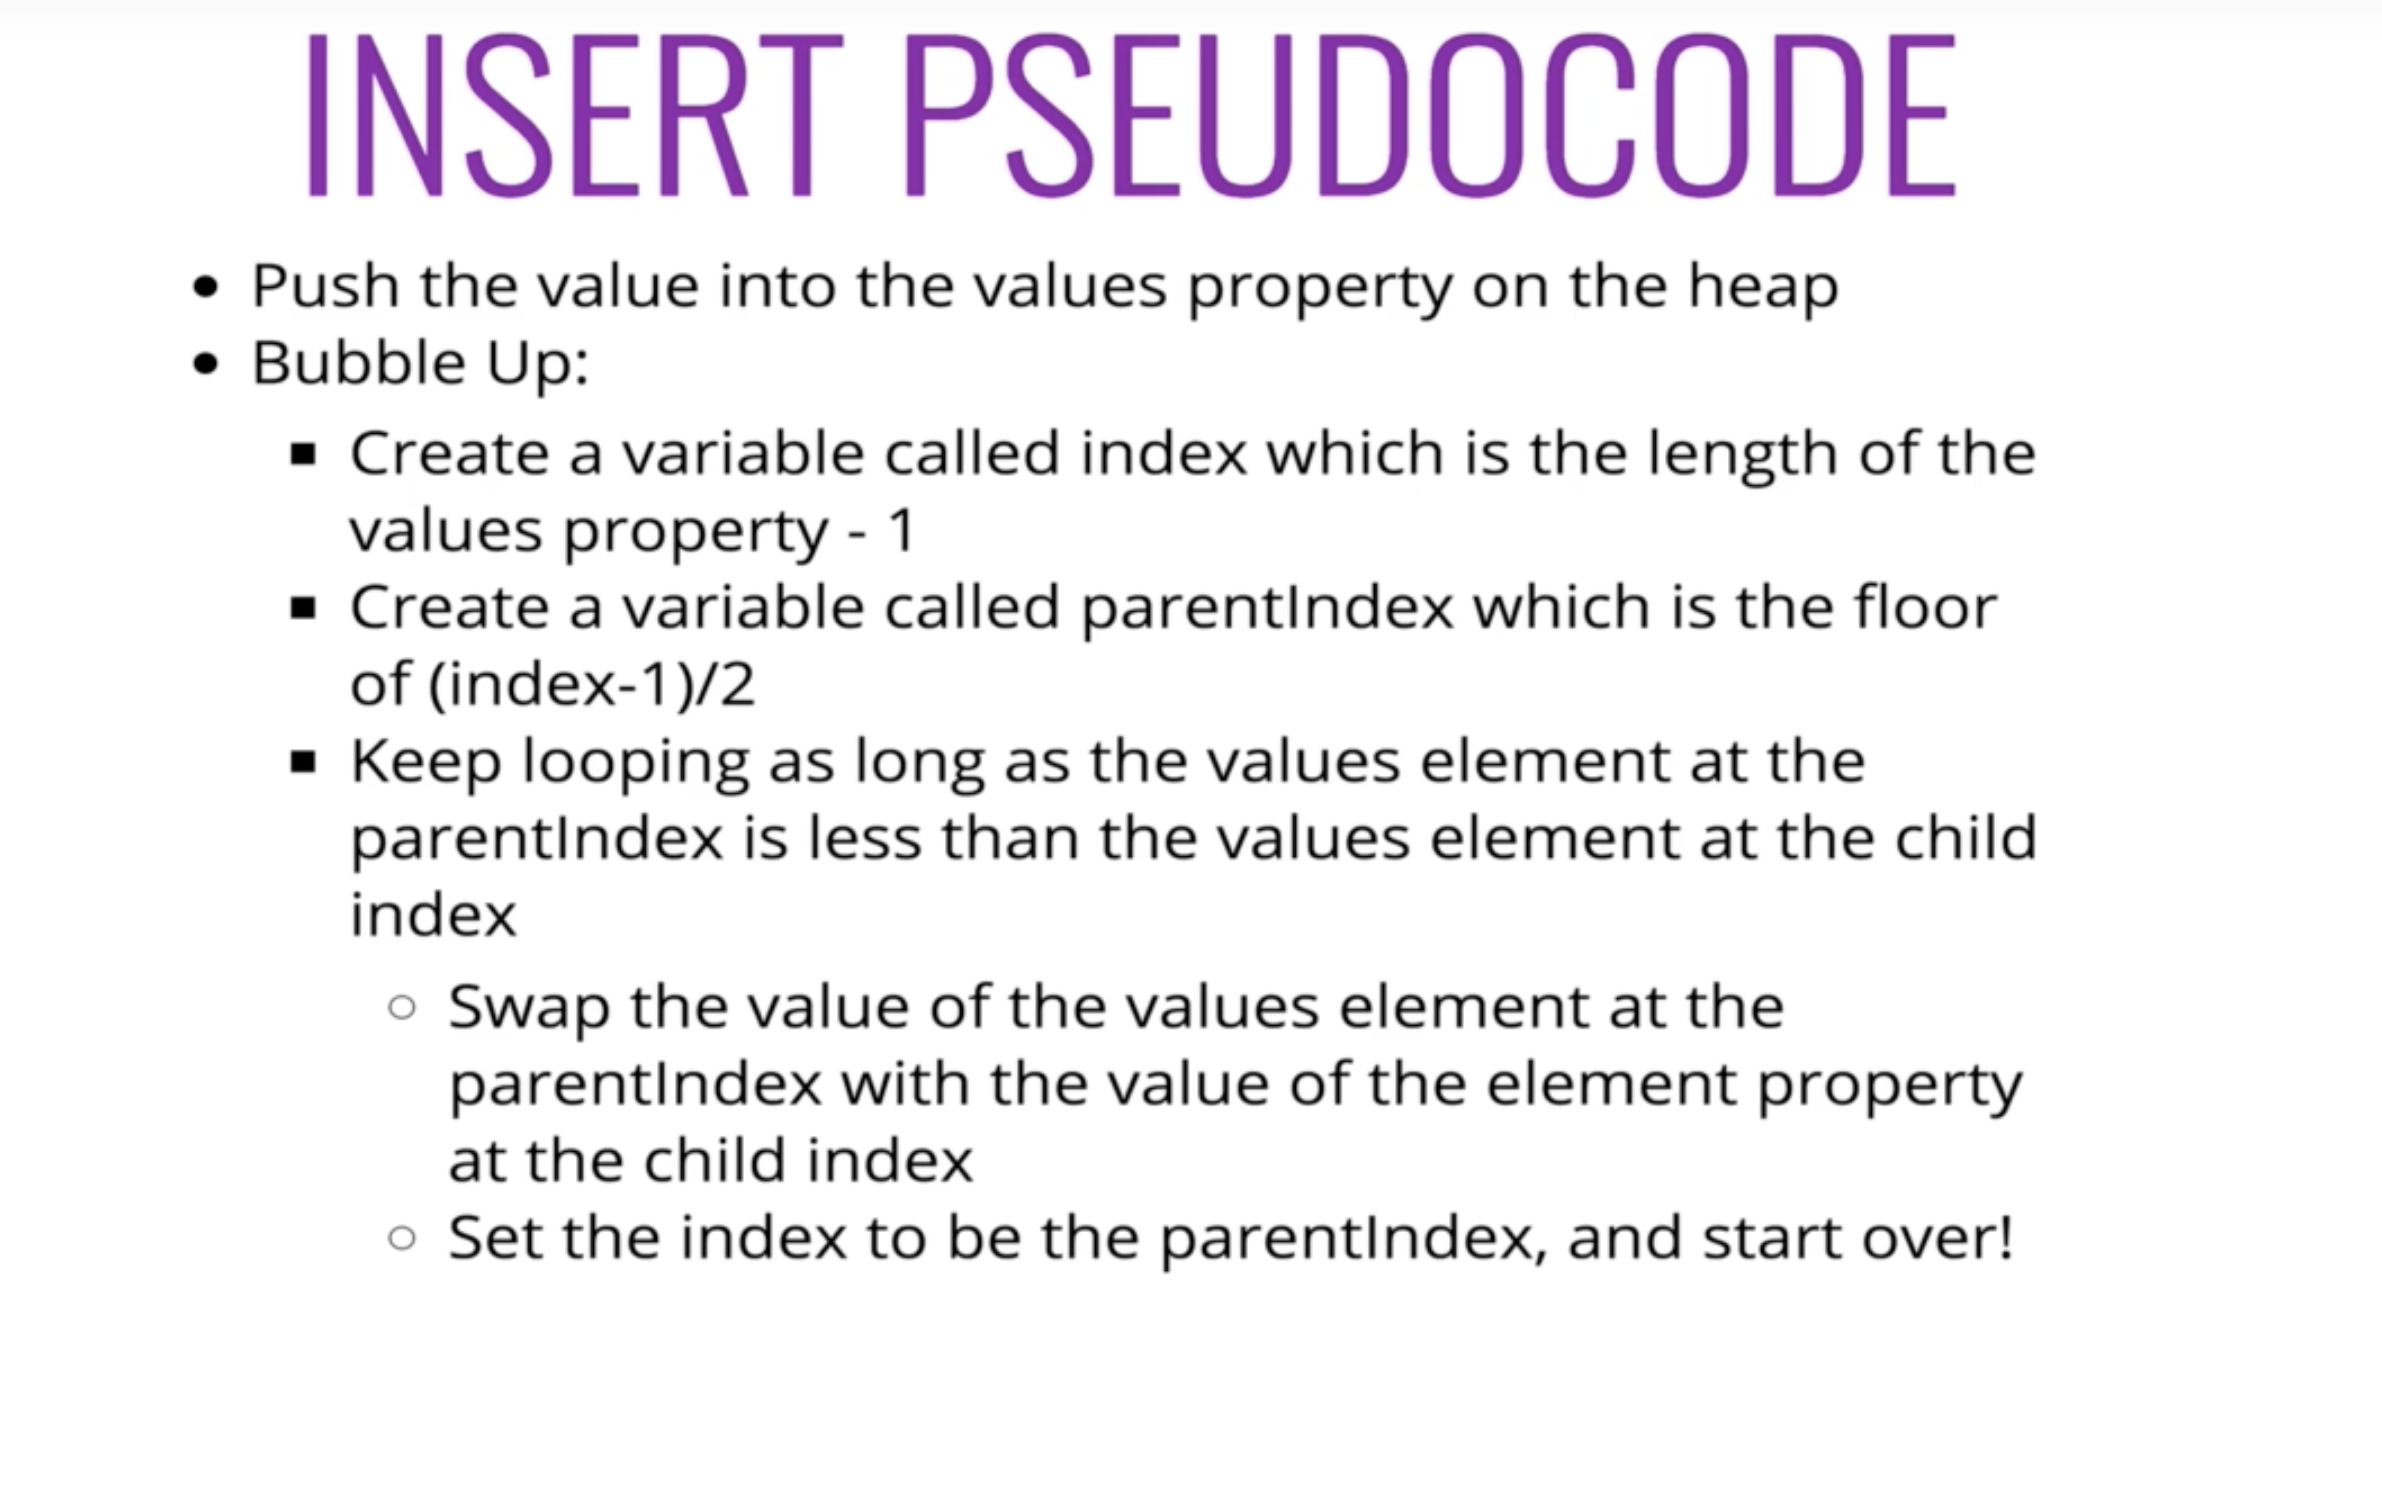 INSERT PSEUDOCODE
• Push the value into the values property on the heap
• Bubble Up:
▪ Create a variable called index which is the length of the
values property - 1
▪ Create a variable called parentIndex which is the floor
of (index-1)/2
▪ Keep looping as long as the values element at the
parentIndex is less than the values element at the child
index
○ Swap the value of the values element at the
parentIndex with the value of the element property
at the child index
○ Set the index to be the parentIndex, and start over!